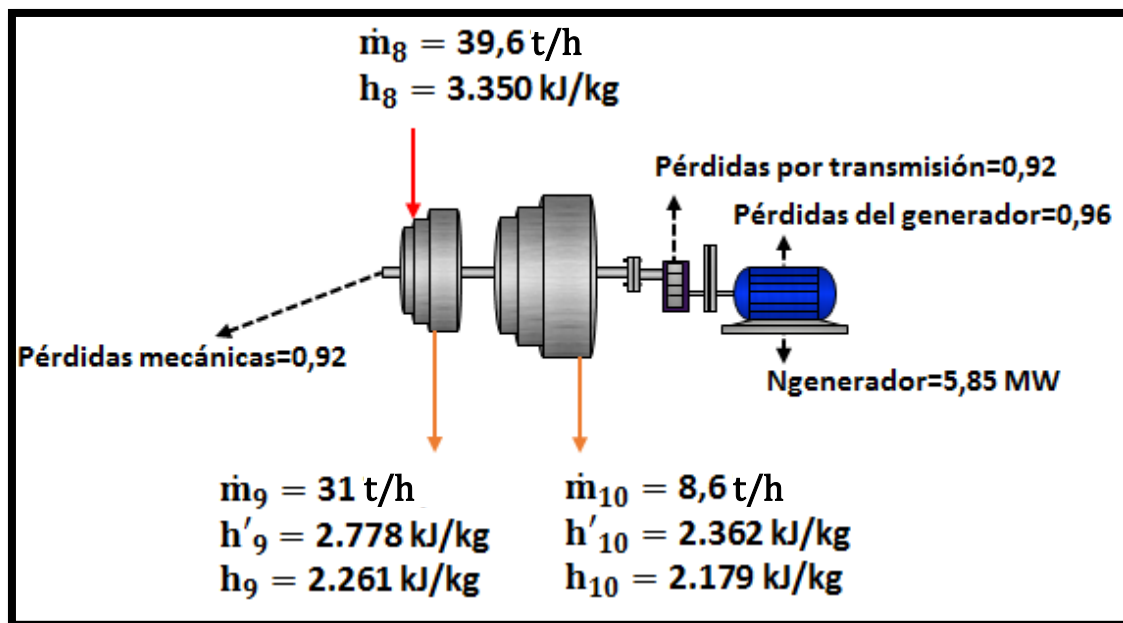 ṁ₈ = 39,6 t/h
h₈ = 3.350 kJ/kg
Pérdidas por transmisión=0,92
Pérdidas del generador=0,96
Pérdidas mecánicas=0,92
Ngenerador=5,85 MW
ṁ₉ = 31 t/h
h'₉ = 2.778 kJ/kg
h₉ = 2.261 kJ/kg
ṁ₁₀ = 8,6 t/h
h'₁₀ = 2.362 kJ/kg
h₁₀ = 2.179 kJ/kg